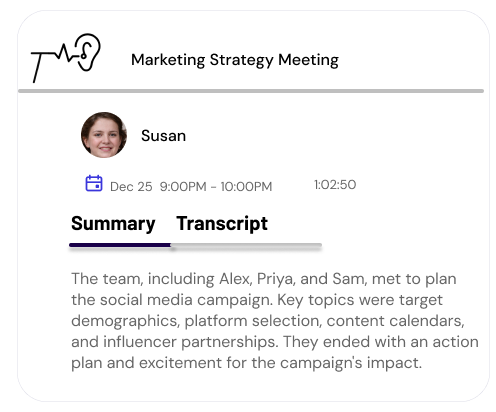 Marketing Strategy Meeting
Susan
Dec 25 9:00PM - 10:00PM 1:02:50
Summary Transcript
The team, including Alex, Priya, and Sam, met to plan
the social media campaign. Key topics were target
demographics, platform selection, content calendars,
and influencer partnerships. They ended with an action
plan and excitement for the campaign's impact.